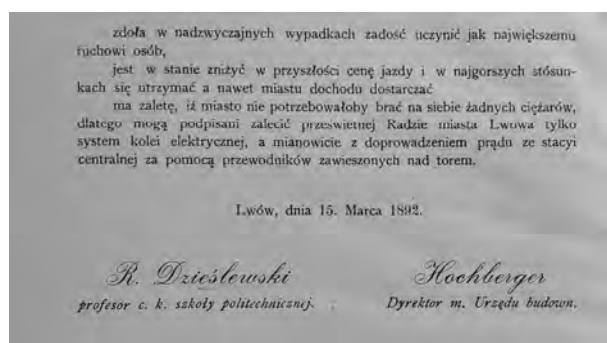 zdoła w nadzwyczajnych wypadkach zadość uczynić jak największemu
ruchowi osób,
jest w stanie zniżyć w przyszłości cenę jazdy i w najgorszych stósun-
kach się utrzymać a nawet miastu dochodu dostarczać
ma zaletę, iż miasto nie potrzebowałoby brać na siebie żadnych ciężarów,
dlatego mogą podpisani zalecić prześwietnej Radzie miasta Lwowa tylko
system kolei elektrycznej, a mianowicie z doprowadzeniem prądu ze stacyi
centralnej za pomocą przewodników zawieszonych nad torem.
Lwów, dnia 15. Marca 1892.
R. Dzieślewski Hochberger
profesor c. k. szkoły politechnicznej. Dyrektor m. Urzędu budown.